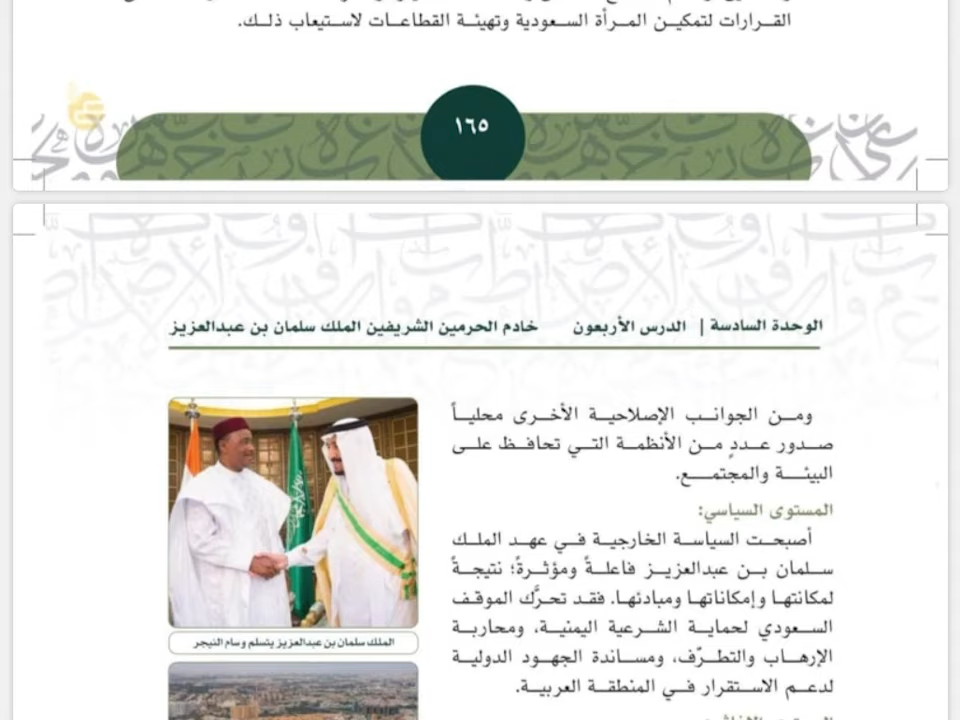 القرارات لتمكين المرأة السعودية وتهيئة القطاعات لاستيعاب ذلك.
١٦٥
الوحدة السادسة | الدرس الأربعون خادم الحرمين الشريفين الملك سلمان بن عبدالعزيز
ومن الجوانب الإصلاحية الأخرى محلياً
صدور عددٍ من الأنظمة التي تحافظ على
البيئة والمجتمع.
المستوى السياسي:
أصبحت السياسة الخارجية في عهد الملك
سلمان بن عبدالعزيز فاعلةً ومؤثرةً؛ نتيجةً
لمكانتها وإمكاناتها ومبادئها. فقد تحرَّك الموقف
السعودي لحماية الشرعية اليمنية، ومحاربة
الإرهاب والتطرّف، ومساندة الجهود الدولية
لدعم الاستقرار في المنطقة العربية.
الملك سلمان بن عبدالعزيز يتسلم وسام النيجر